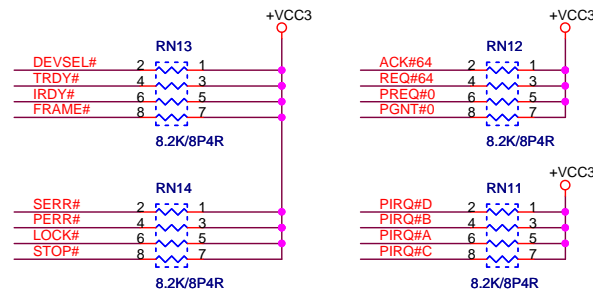 +VCC3 +VCC3
RN13 RN12
DEVSEL# 2 1 ACK#64 2 1
TRDY# 4 3 REQ#64 4 3
IRDY# 6 5 PREQ#0 6 5
FRAME# 8 7 PGNT#0 8 7
8.2K/8P4R 8.2K/8P4R
+VCC3
RN14 RN11
SERR# 2 1 PIRQ#D 2 1
PERR# 4 3 PIRQ#B 4 3
LOCK# 6 5 PIRQ#A 6 5
STOP# 8 7 PIRQ#C 8 7
8.2K/8P4R 8.2K/8P4R